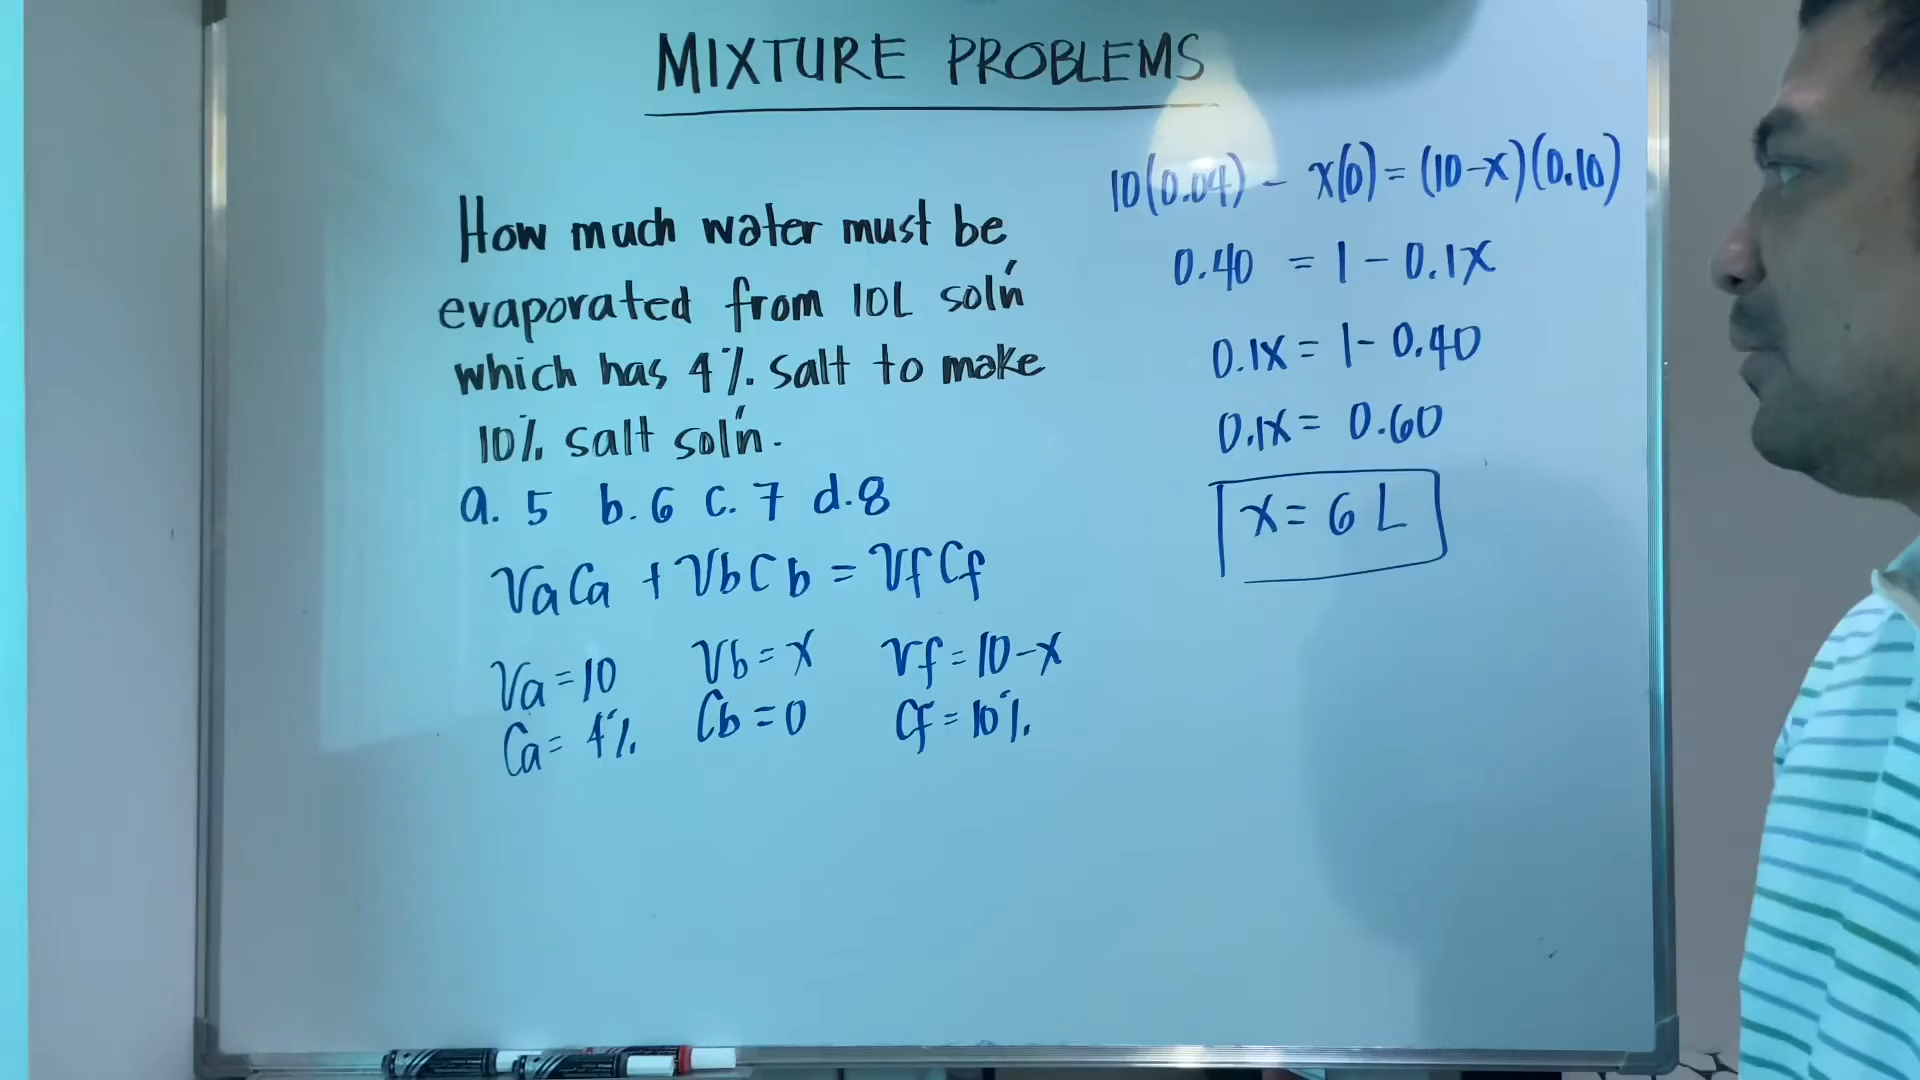 MIXTURE PROBLEMS
How much water must be
evaporated from 10L sol'n
which has 4% salt to make
10% salt sol'n.
a. 5 b. 6 c. 7 d. 8
VaCa + VbCb = VfCf
Va = 10 Vb = x Vf = 10-x
Ca = 4% Cb = 0 Cf = 10%
10(0.04) - x(0) = (10-x)(0.10)
0.40 = 1 - 0.1x
0.1x = 1 - 0.40
0.1x = 0.60
x = 6 L